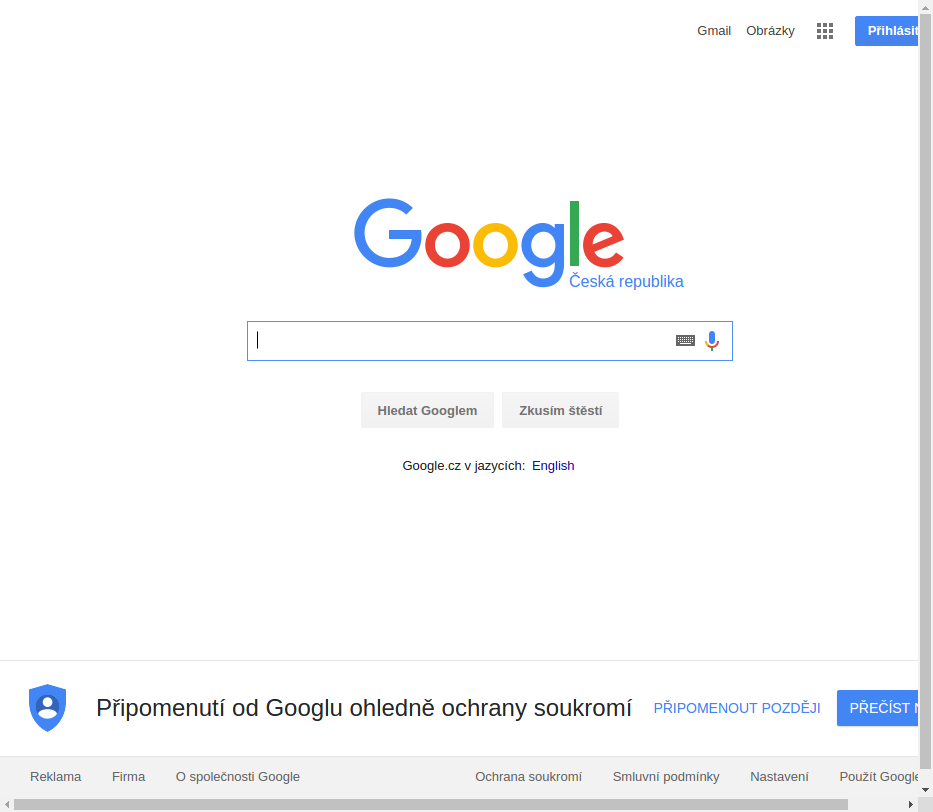 Gmail Obrázky Přihlásit
Google
Česká republika
Hledat Googlem Zkusím štěstí
Google.cz v jazycích: English
Připomenutí od Googlu ohledně ochrany soukromí PŘIPOMENOUT POZDĚJI PŘEČÍST
Reklama Firma O společnosti Google Ochrana soukromí Smluvní podmínky Nastavení Použít Google